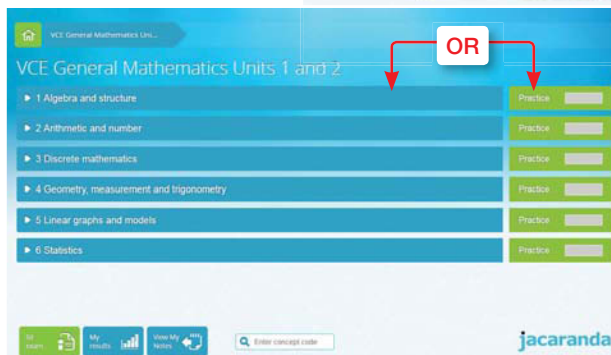 VCE General Mathematics Uni...
OR
VCE General Mathematics Units 1 and 2
1 Algebra and structure
Practice
2 Arithmetic and number
Practice
3 Discrete mathematics
Practice
4 Geometry, measurement and trigonometry
Practice
5 Linear graphs and models
Practice
6 Statistics
Practice
Sit exam
My results
View My Notes
Enter concept code
jacaranda